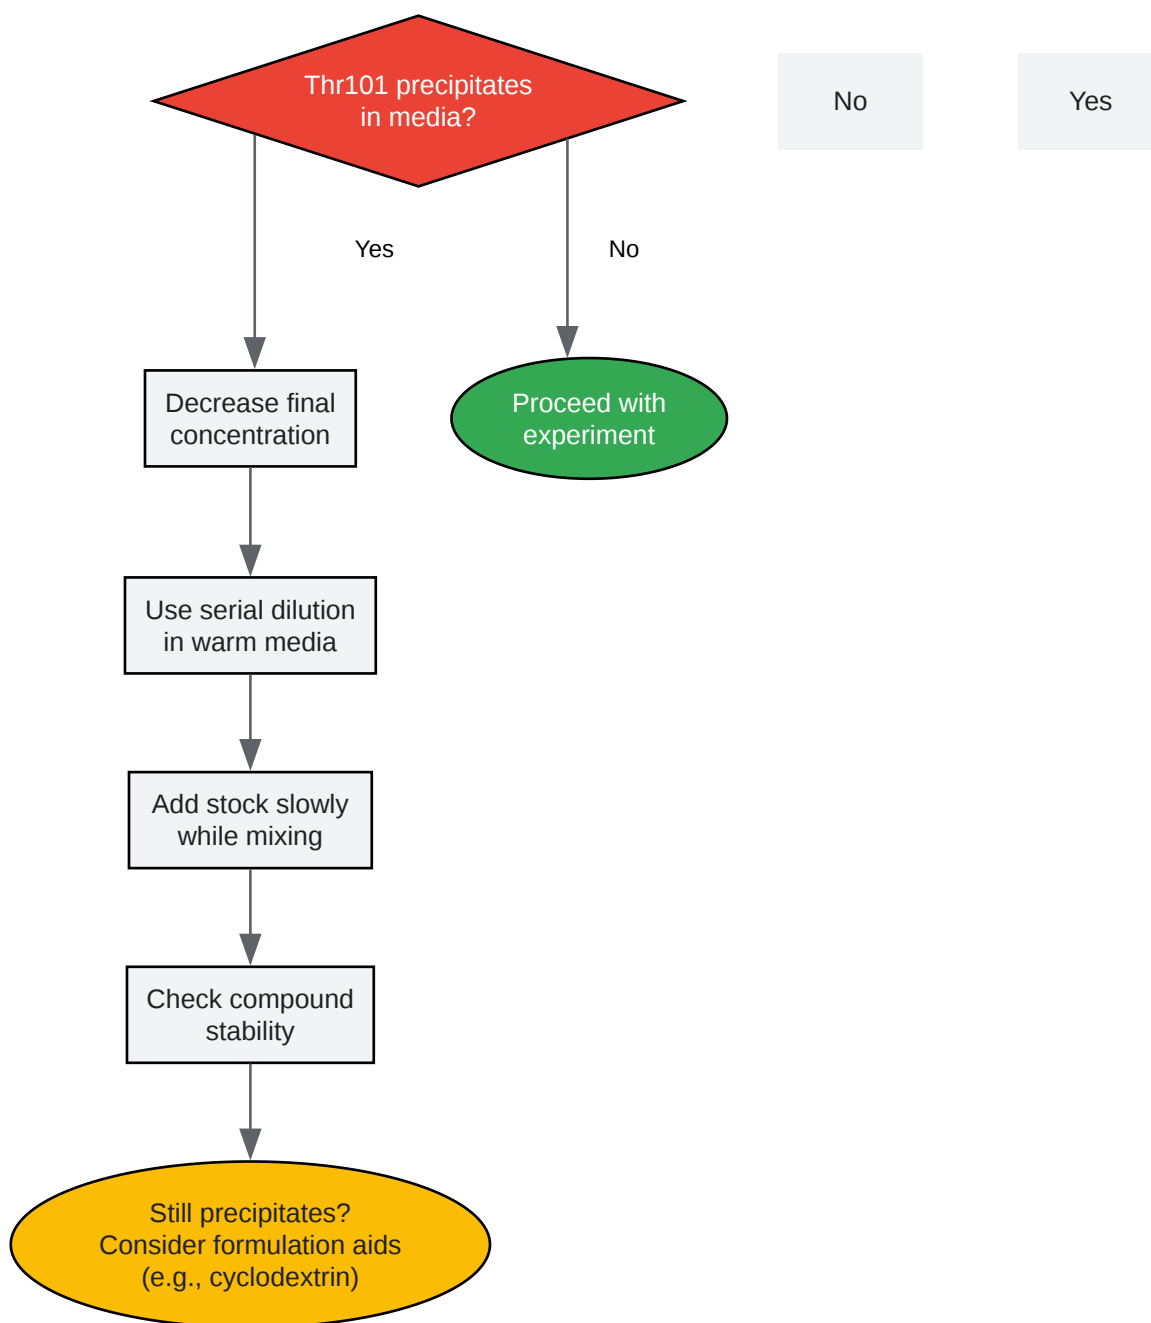 Thr101 precipitates
in media?
No
Yes
Yes
No
Decrease final
concentration
Proceed with
experiment
Use serial dilution
in warm media
Add stock slowly
while mixing
Check compound
stability
Still precipitates?
Consider formulation aids
(e.g., cyclodextrin)